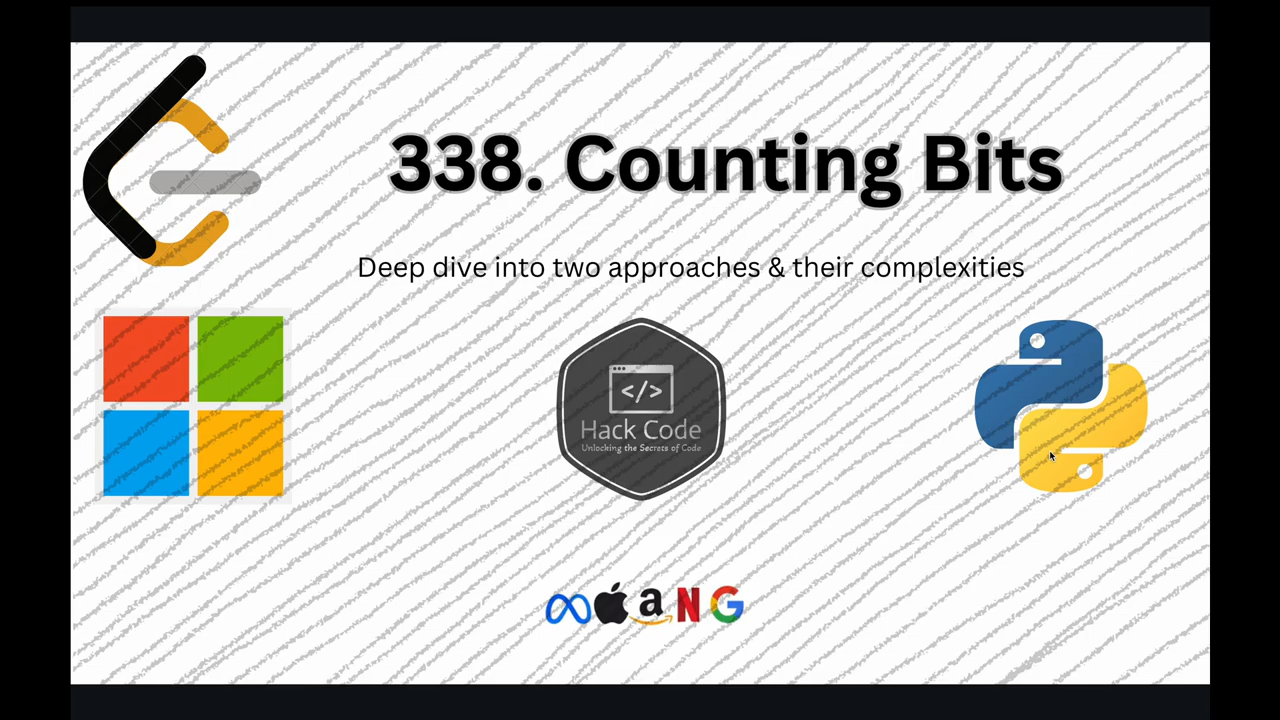 338. Counting Bits
Deep dive into two approaches & their complexities
</>
Hack Code
Unlocking the Secrets of Code
a N G